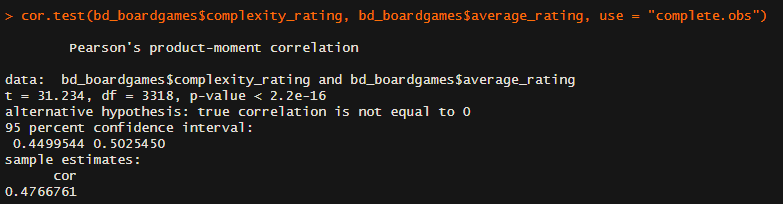 > cor.test(bd_boardgames$complexity_rating, bd_boardgames$average_rating, use = "complete.obs")
Pearson's product-moment correlation
data:  bd_boardgames$complexity_rating and bd_boardgames$average_rating
t = 31.234, df = 3318, p-value < 2.2e-16
alternative hypothesis: true correlation is not equal to 0
95 percent confidence interval:
 0.4499544 0.5025450
sample estimates:
      cor
0.4766761